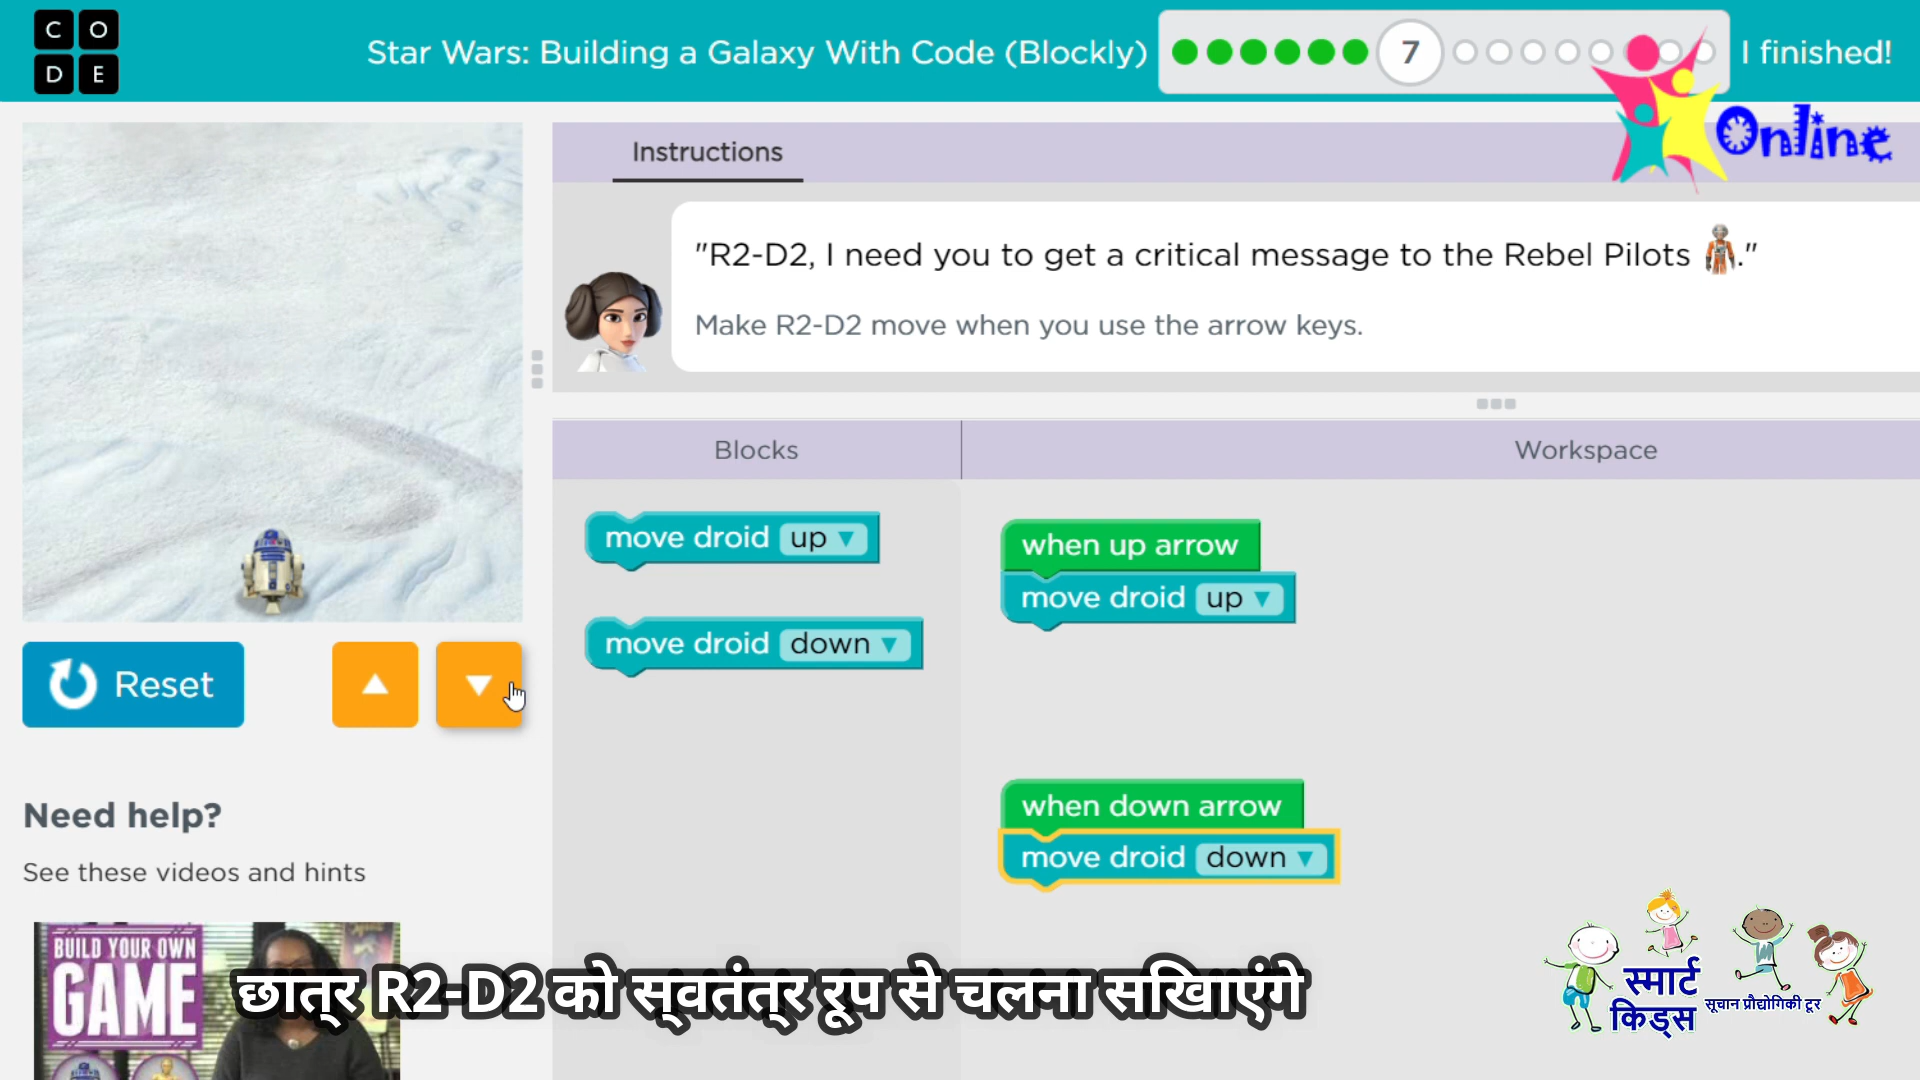 C O
D E
Star Wars: Building a Galaxy With Code (Blockly)
7
I finished!
Online
Instructions
"R2-D2, I need you to get a critical message to the Rebel Pilots ."
Make R2-D2 move when you use the arrow keys.
Blocks
Workspace
move droid up
move droid down
when up arrow
move droid up
when down arrow
move droid down
Reset
Need help?
See these videos and hints
BUILD YOUR OWN
GAME
छात्र R2-D2 को स्वतंत्र रूप से चलना सखिाएंगे
स्मार्ट
किड्स
सूचान प्रौद्योगिकी टूर